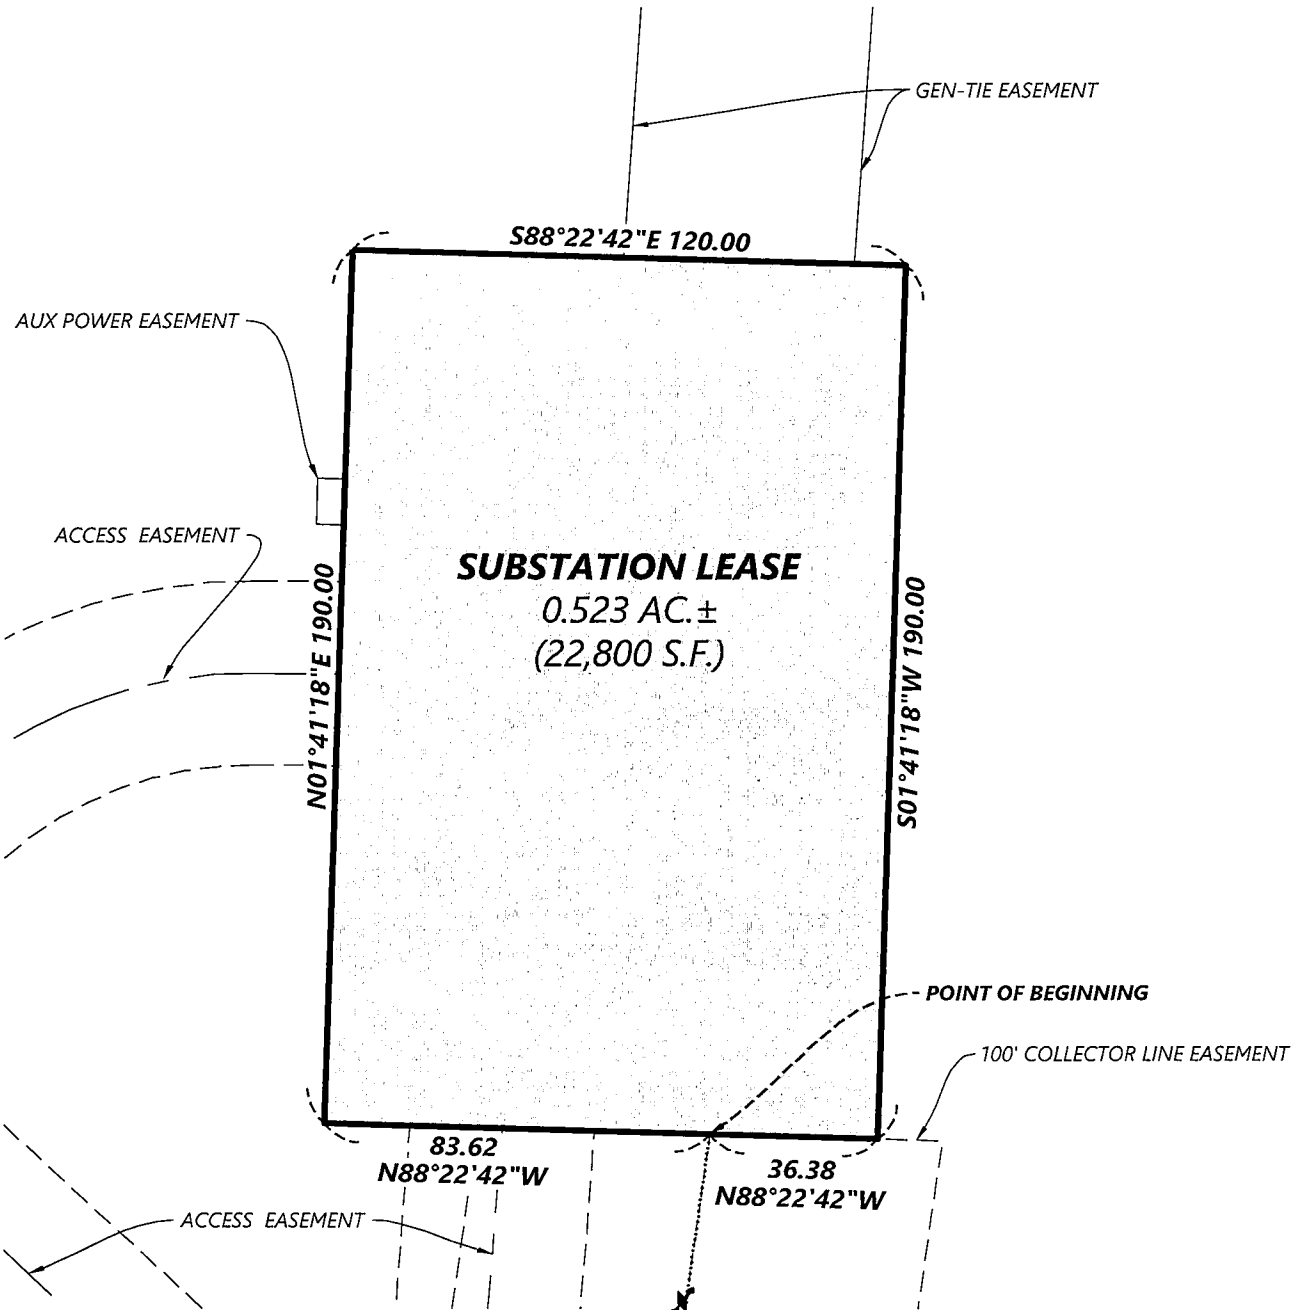 GEN-TIE EASEMENT
S88°22'42"E 120.00
AUX POWER EASEMENT
ACCESS EASEMENT
N01°41'18"E 190.00
SUBSTATION LEASE
0.523 AC.±
(22,800 S.F.)
S01°41'18"W 190.00
POINT OF BEGINNING
100' COLLECTOR LINE EASEMENT
83.62
N88°22'42"W
36.38
N88°22'42"W
ACCESS EASEMENT